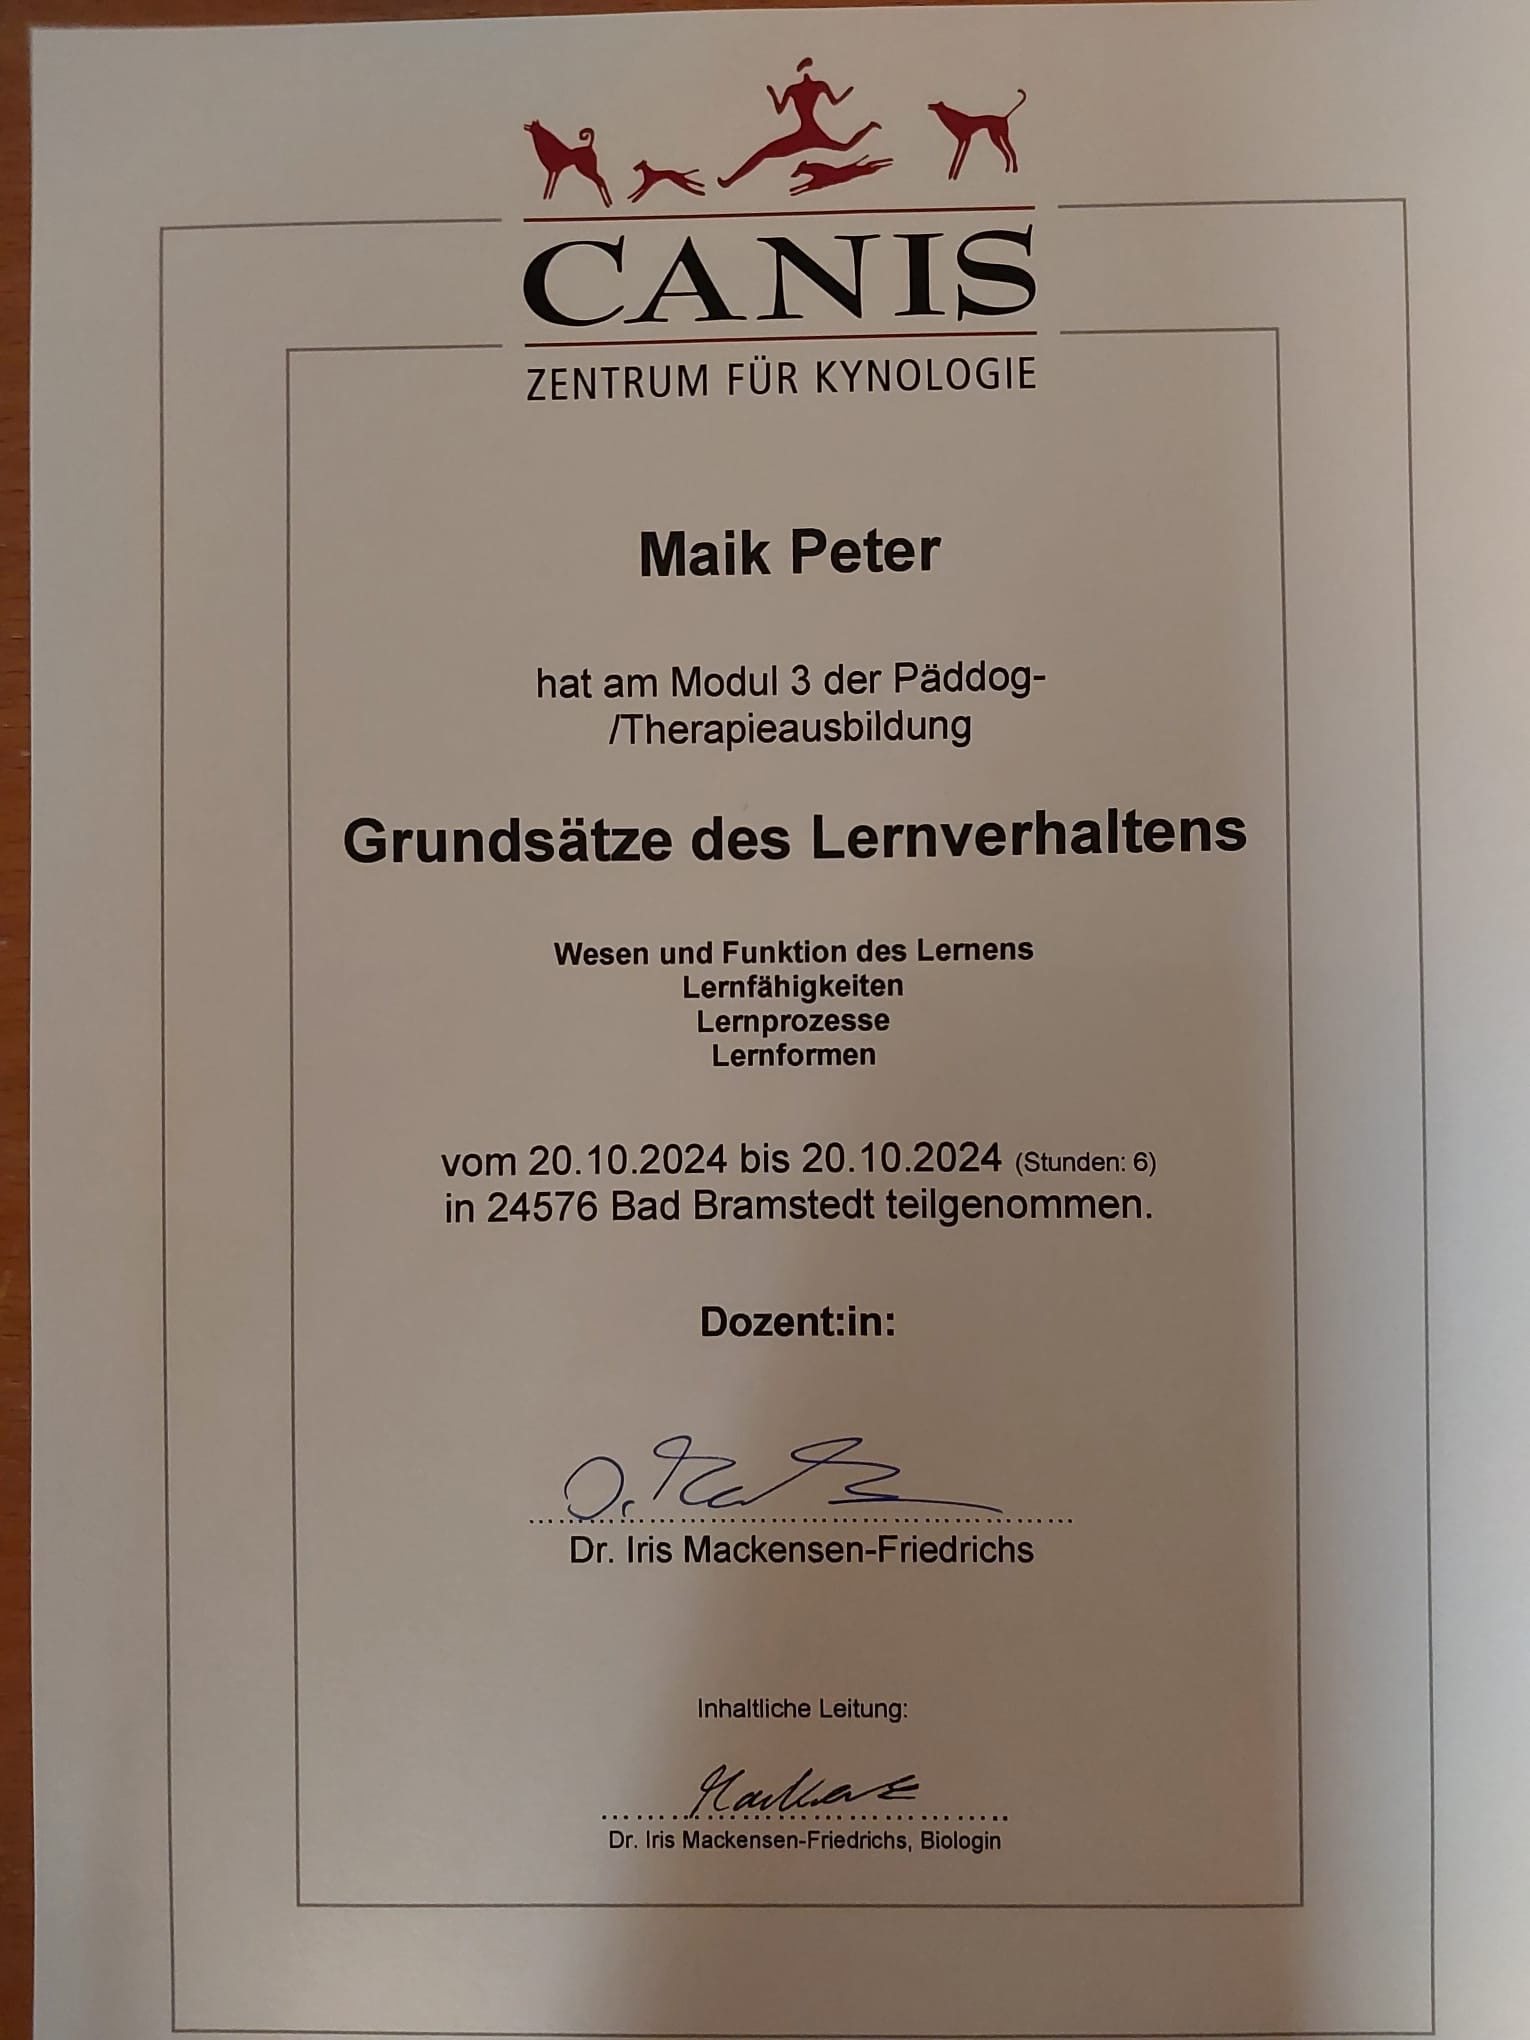 CANIS
ZENTRUM FÜR KYNOLOGIE
Maik Peter
hat am Modul 3 der Päddog-
/Therapieausbildung
Grundsätze des Lernverhaltens
Wesen und Funktion des Lernens
Lernfähigkeiten
Lernprozesse
Lernformen
vom 20.10.2024 bis 20.10.2024 (Stunden: 6)
in 24576 Bad Bramstedt teilgenommen.
Dozent:in:
Dr. Iris Mackensen-Friedrichs
Inhaltliche Leitung:
Dr. Iris Mackensen-Friedrichs, Biologin